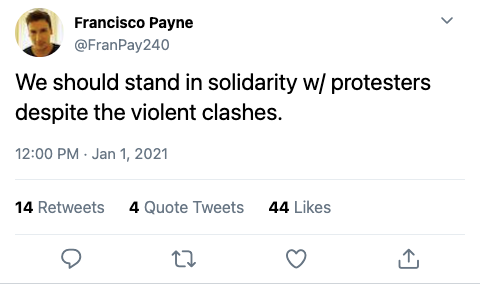 Francisco Payne
@FranPay240
We should stand in solidarity w/ protesters
despite the violent clashes.
12:00 PM · Jan 1, 2021
14 Retweets 4 Quote Tweets 44 Likes